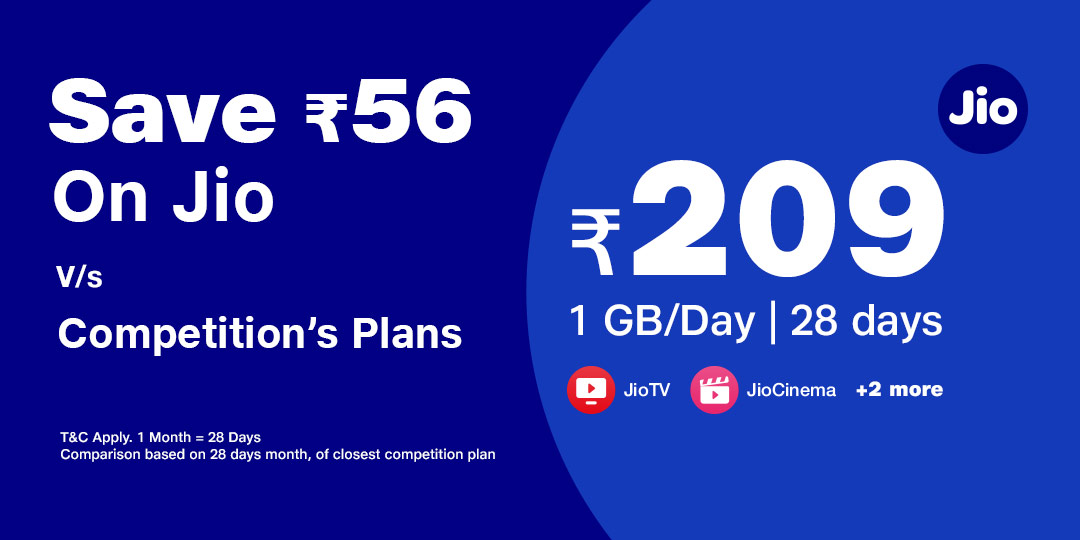 Save ₹56
On Jio
V/s
Competition’s Plans
T&C Apply. 1 Month = 28 Days
Comparison based on 28 days month, of closest competition plan
Jio
₹209
1 GB/Day | 28 days
JioTV JioCinema +2 more